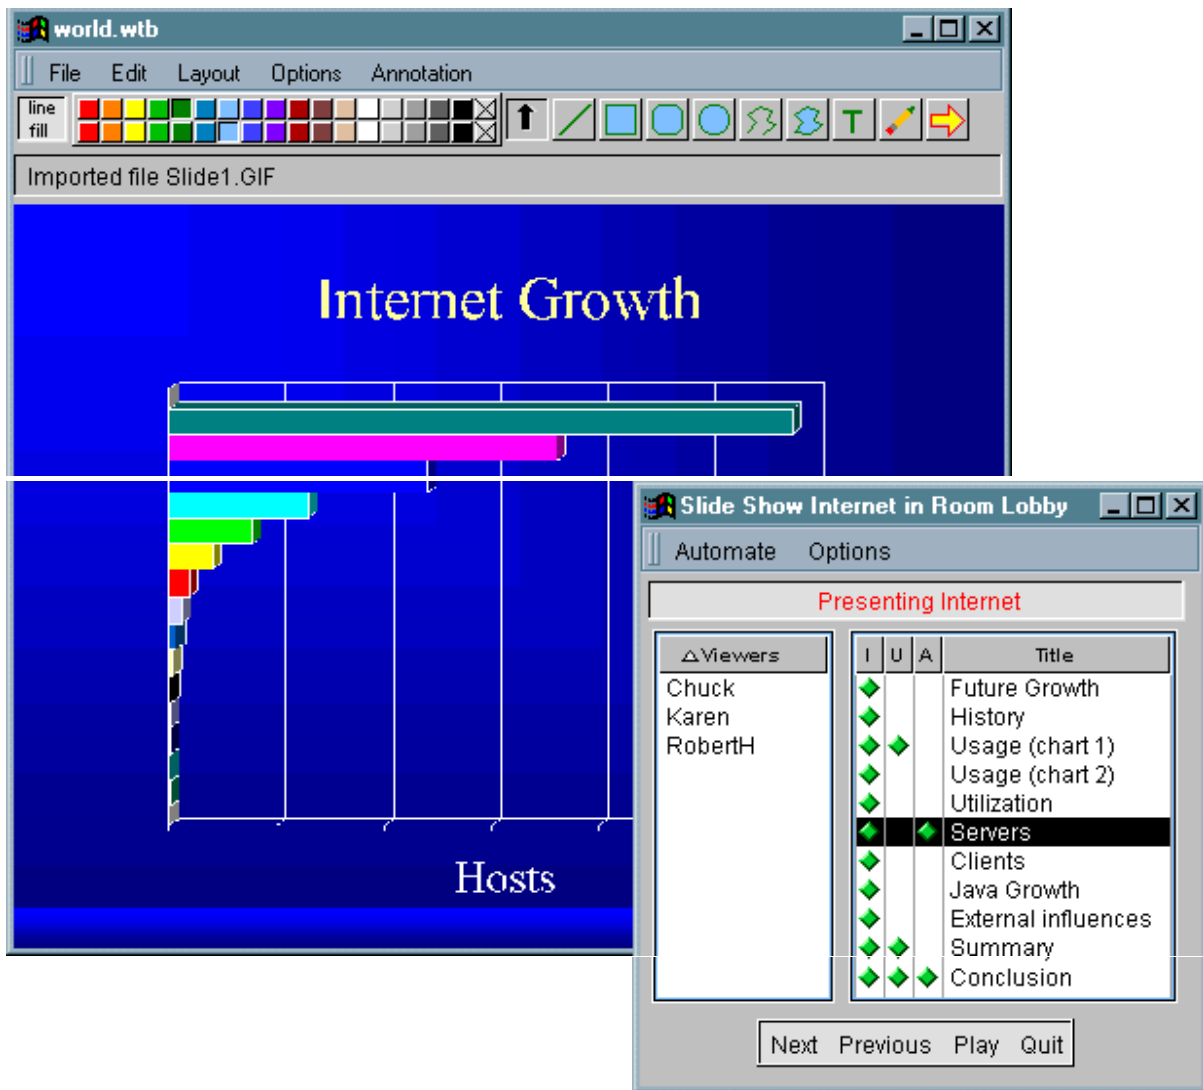 world.wtb
File Edit Layout Options Annotation
line
fill
T
Imported file Slide1.GIF
Internet Growth
Hosts
Slide Show Internet in Room Lobby
Automate Options
Presenting Internet
Viewers
Chuck
Karen
RobertH
I U A Title
Future Growth
History
Usage (chart 1)
Usage (chart 2)
Utilization
Servers
Clients
Java Growth
External influences
Summary
Conclusion
Next Previous Play Quit